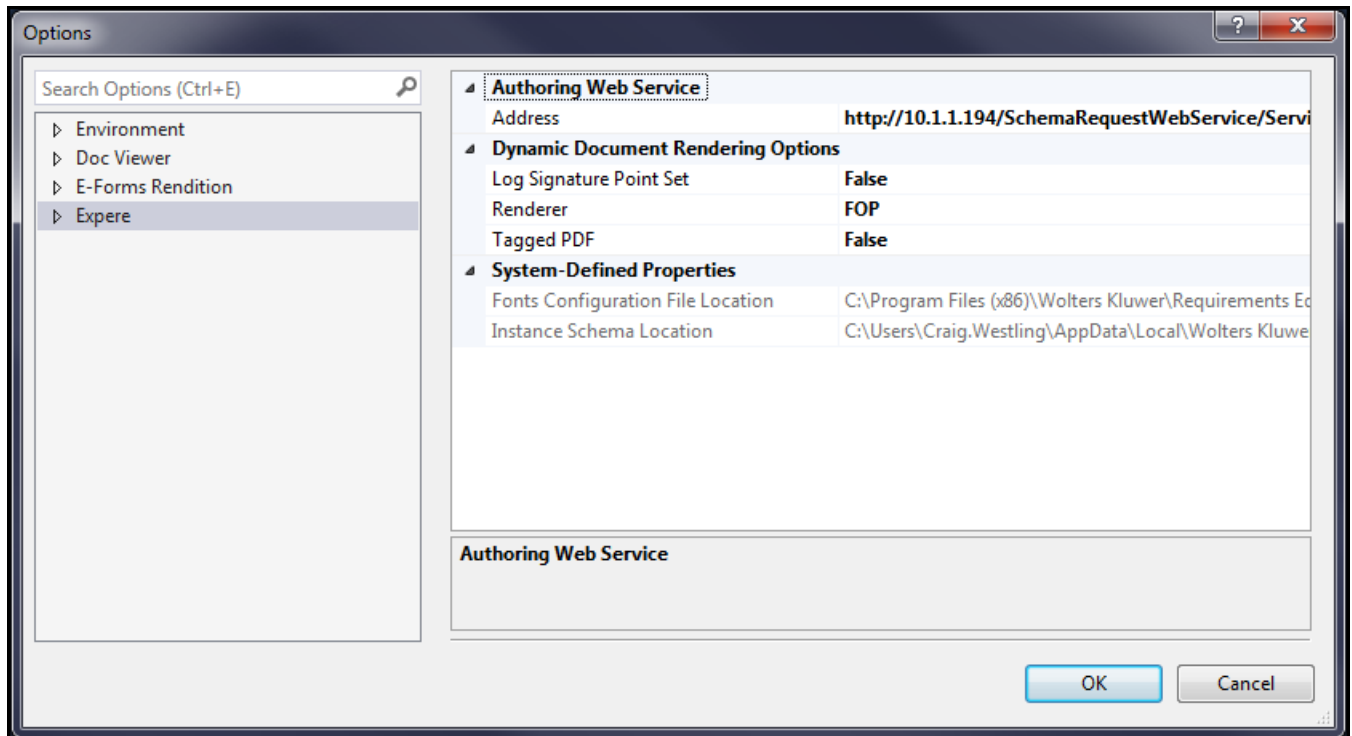 Options
?
X
Search Options (Ctrl+E)
Environment
Doc Viewer
E-Forms Rendition
Expere
Authoring Web Service
Address http://10.1.1.194/SchemaRequestWebService/Servi
Dynamic Document Rendering Options
Log Signature Point Set False
Renderer FOP
Tagged PDF False
System-Defined Properties
Fonts Configuration File Location C:\Program Files (x86)\Wolters Kluwer\Requirements Ed
Instance Schema Location C:\Users\Craig.Westling\AppData\Local\Wolters Kluwe
Authoring Web Service
OK Cancel